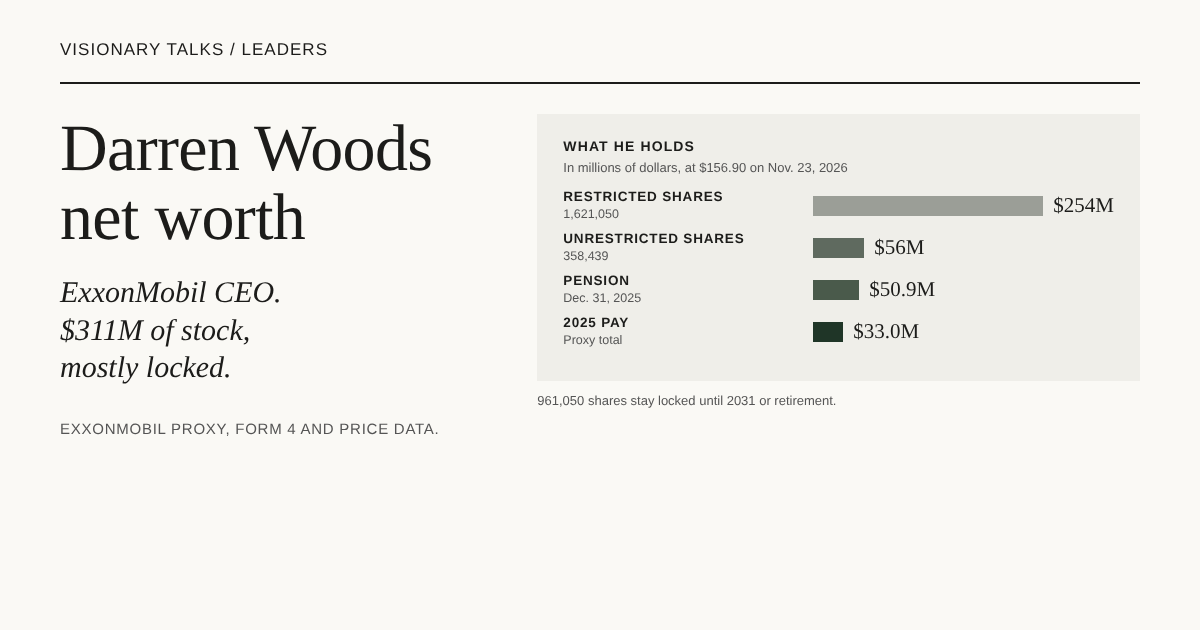 VISIONARY TALKS / LEADERS
Darren Woods
net worth
ExxonMobil CEO.
$311M of stock,
mostly locked.
EXXONMOBIL PROXY, FORM 4 AND PRICE DATA.
WHAT HE HOLDS
In millions of dollars, at $156.90 on Nov. 23, 2026
RESTRICTED SHARES
1,621,050
$254M
UNRESTRICTED SHARES
358,439
$56M
PENSION
Dec. 31, 2025
$50.9M
2025 PAY
Proxy total
$33.0M
961,050 shares stay locked until 2031 or retirement.